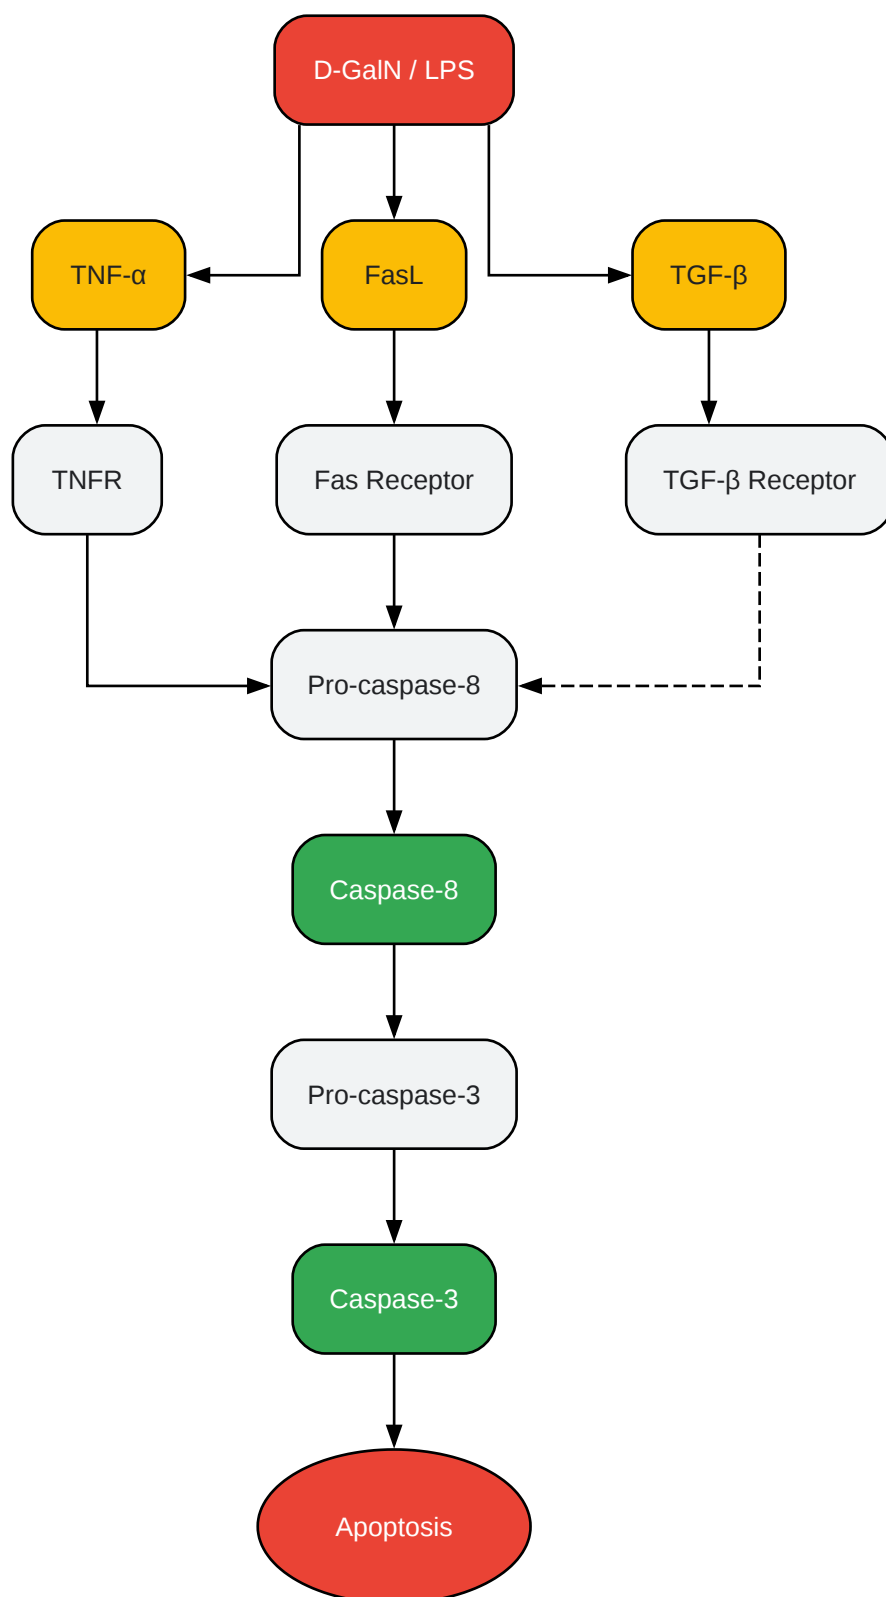 D-GalN / LPS
TNF-α
FasL
TGF-β
TNFR
Fas Receptor
TGF-β Receptor
Pro-caspase-8
Caspase-8
Pro-caspase-3
Caspase-3
Apoptosis